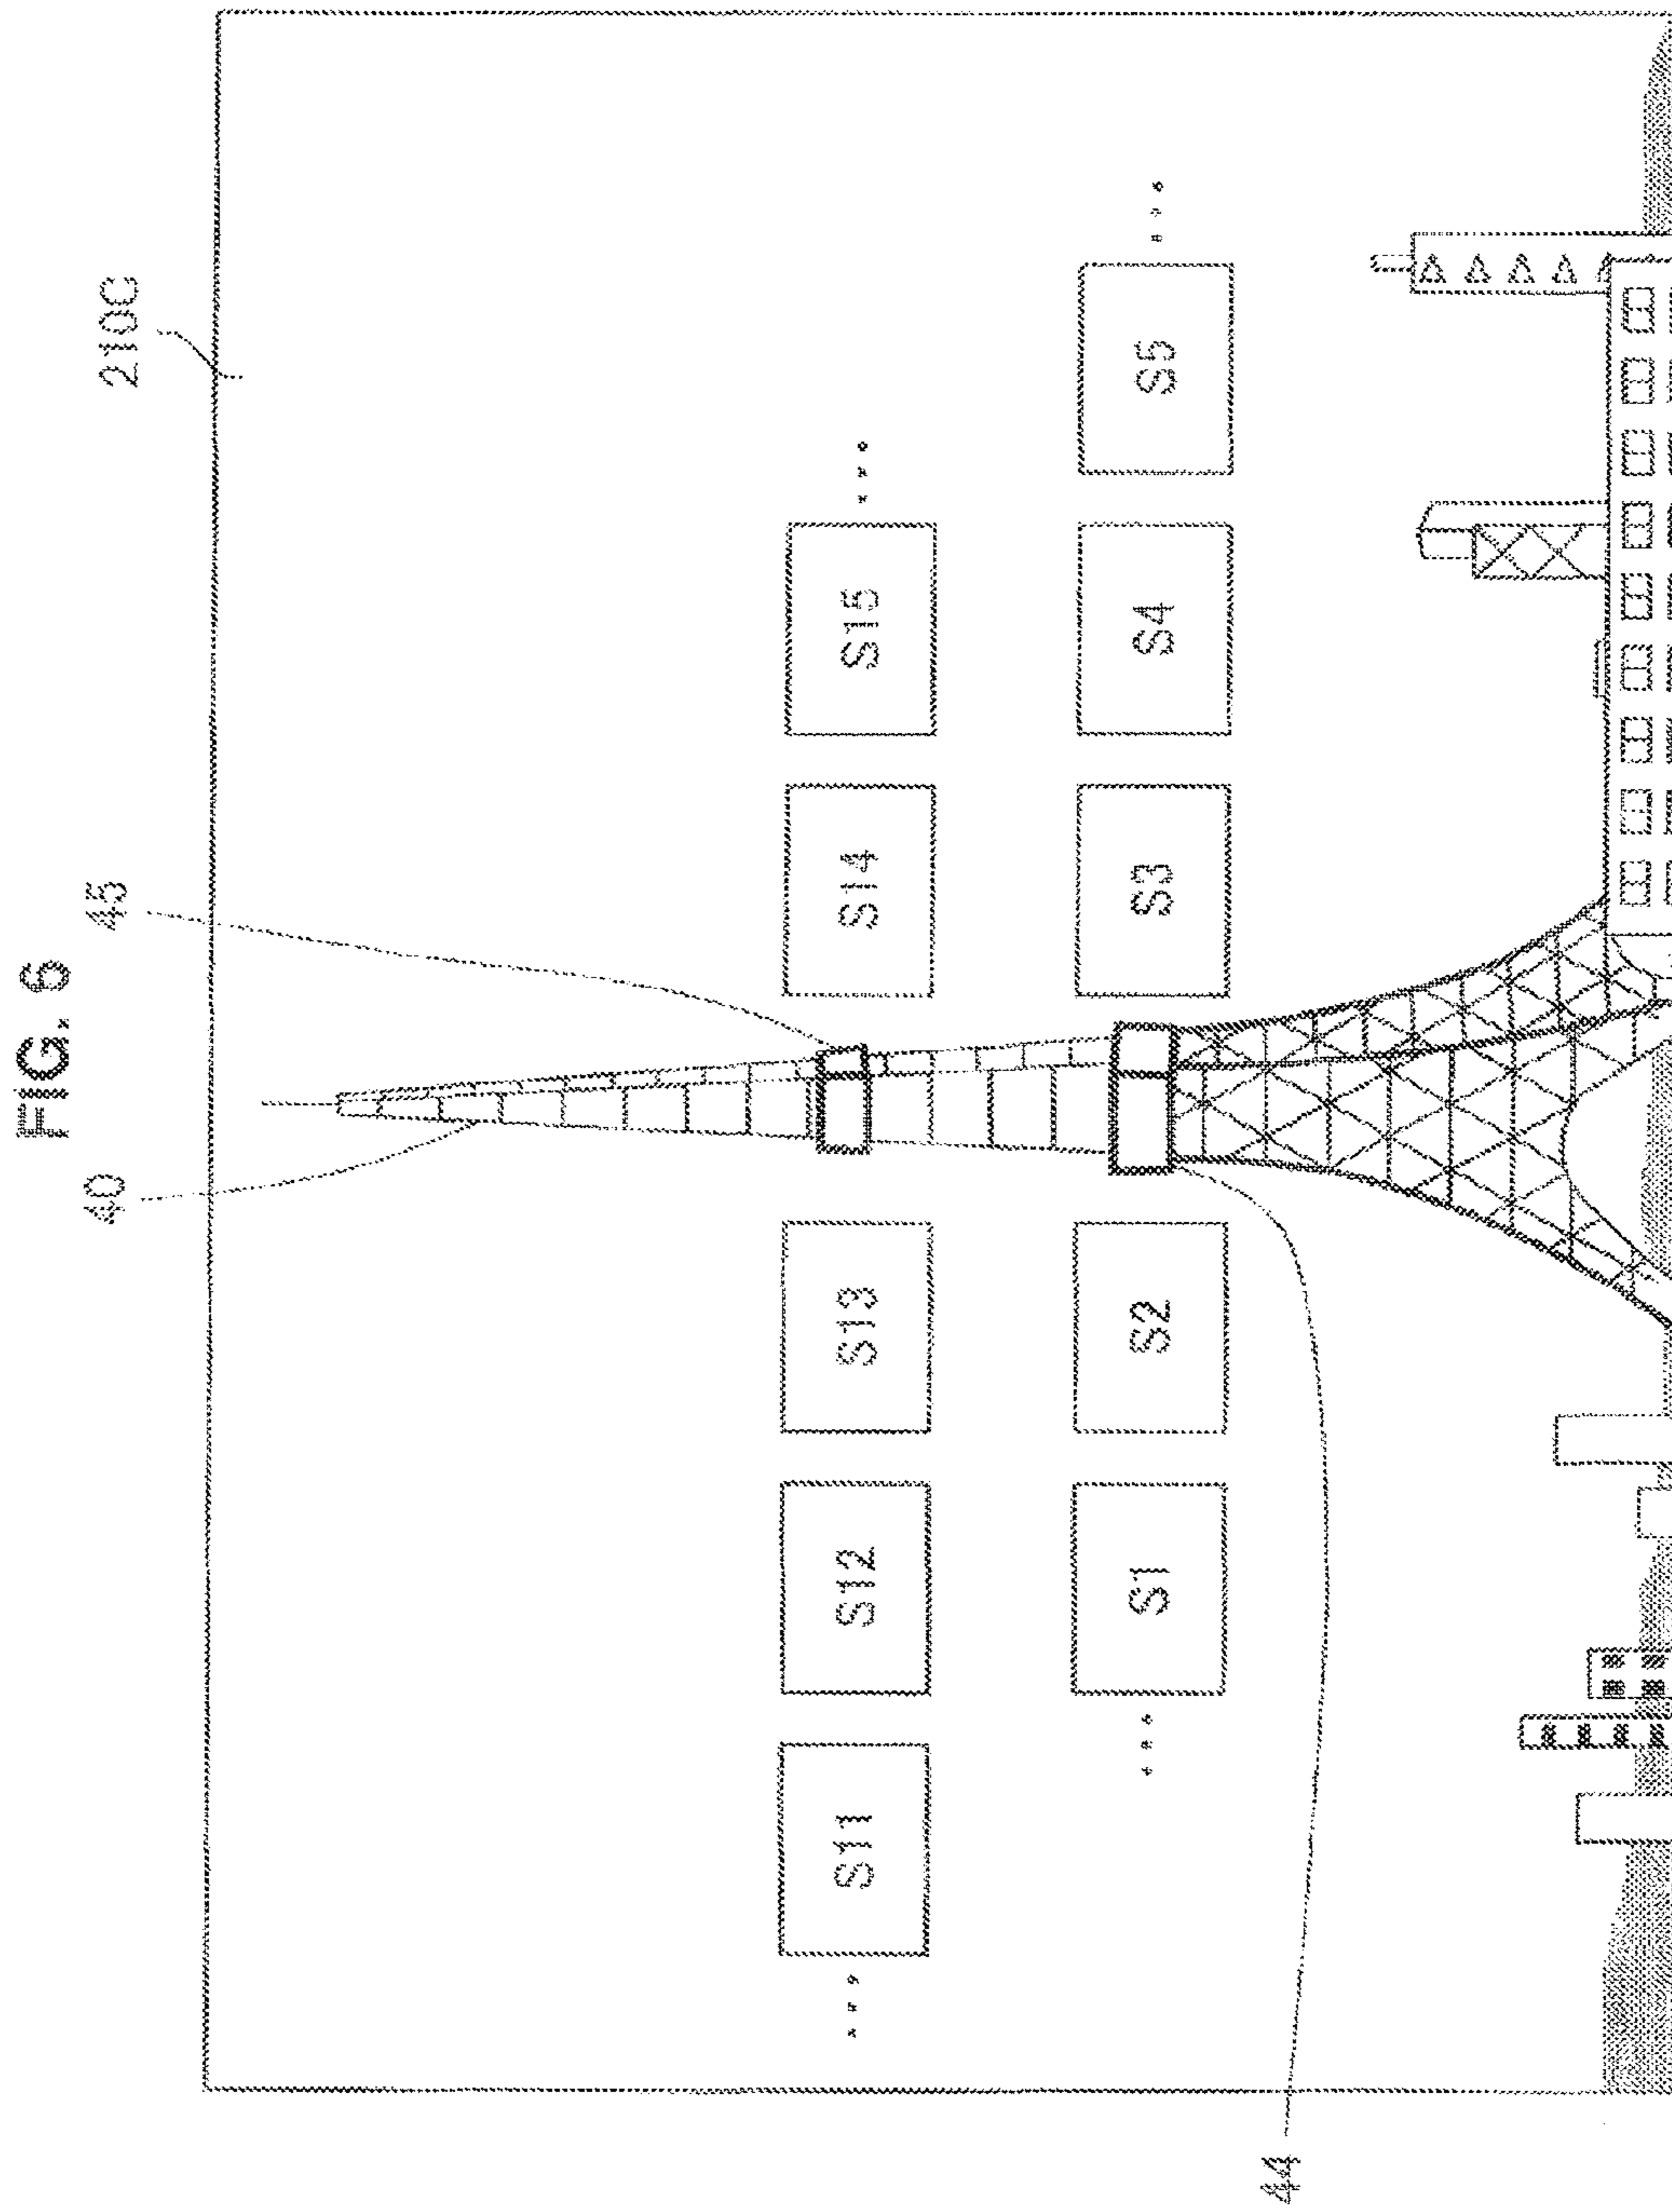 FIG. 6
40 45 210C
... S11 S12 S13 S14 S15 ...
... S1 S2 S3 S4 S5 ...
44